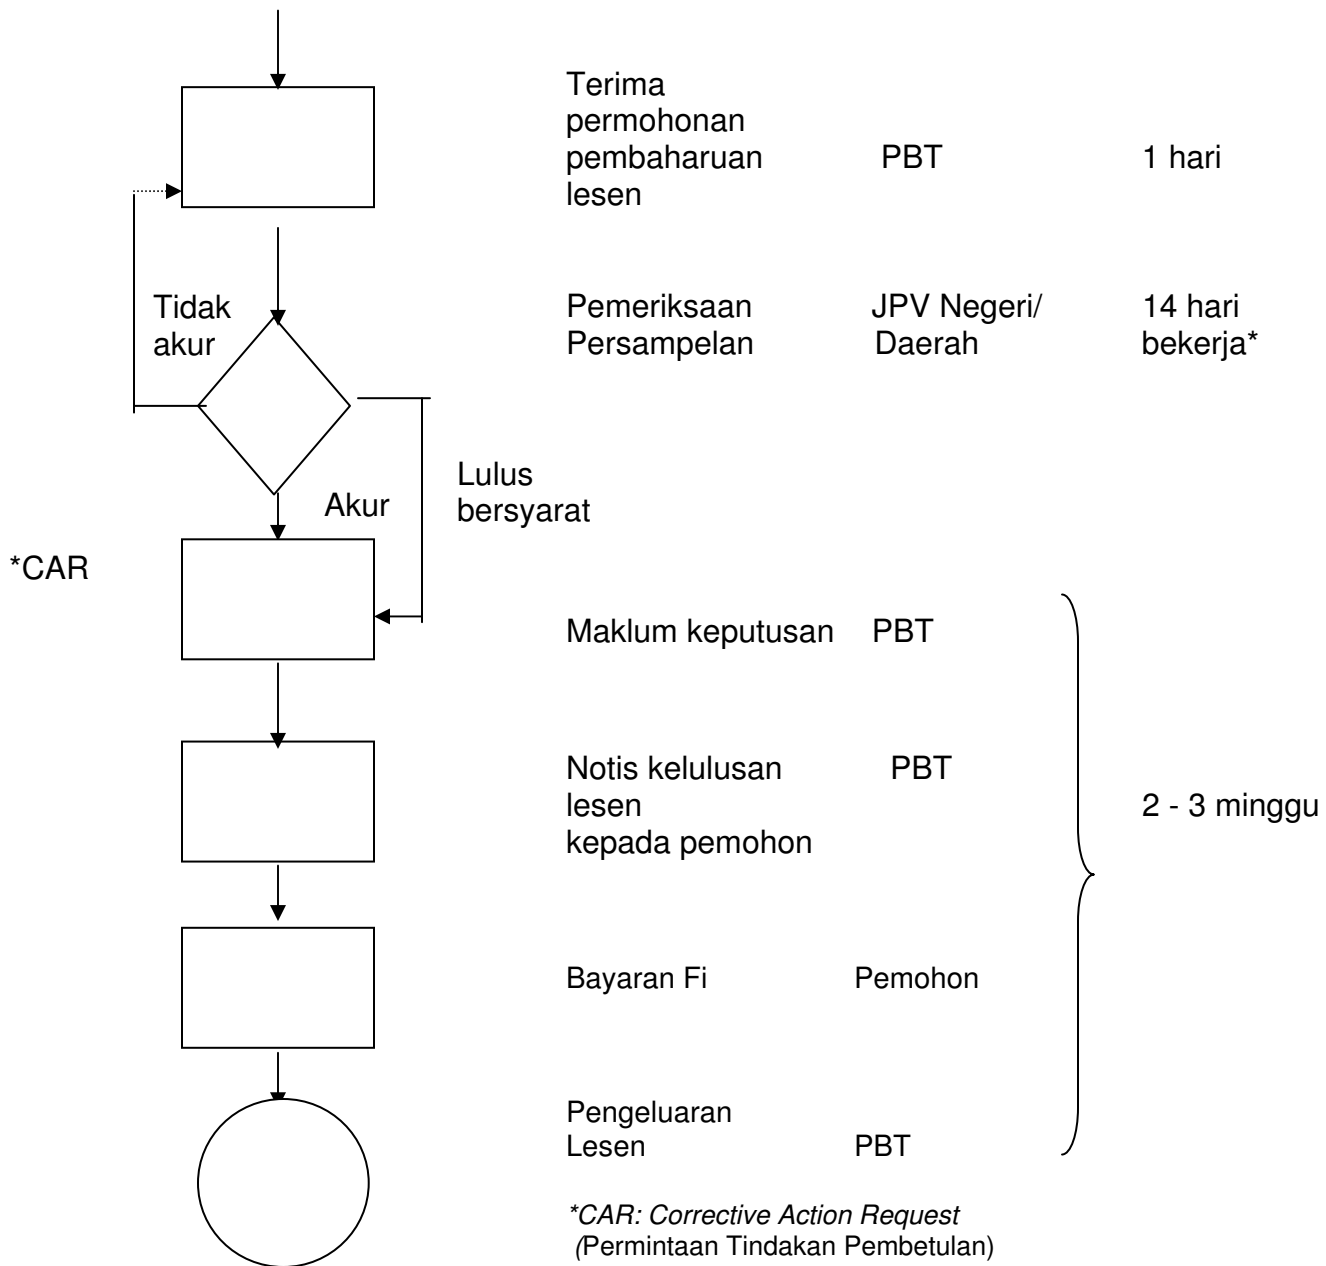 Terima
permohonan
pembaharuan PBT 1 hari
lesen
Tidak
akur
Pemeriksaan JPV Negeri/ 14 hari
Persampelan Daerah bekerja*
Lulus
bersyarat
Akur
*CAR
Maklum keputusan PBT
Notis kelulusan PBT
lesen 2 - 3 minggu
kepada pemohon
Bayaran Fi Pemohon
Pengeluaran
Lesen PBT
*CAR: Corrective Action Request
(Permintaan Tindakan Pembetulan)